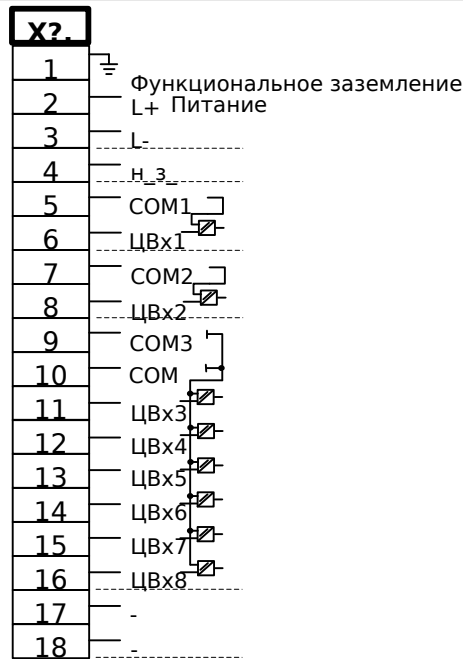 X?.
1
Функциональное заземление
2 L+ Питание
3 L-
4 н_з_
5 COM1
6 ЦВх1
7 COM2
8 ЦВх2
9 COM3
10 COM
11 ЦВх3
12 ЦВх4
13 ЦВх5
14 ЦВх6
15 ЦВх7
16 ЦВх8
17 -
18 -